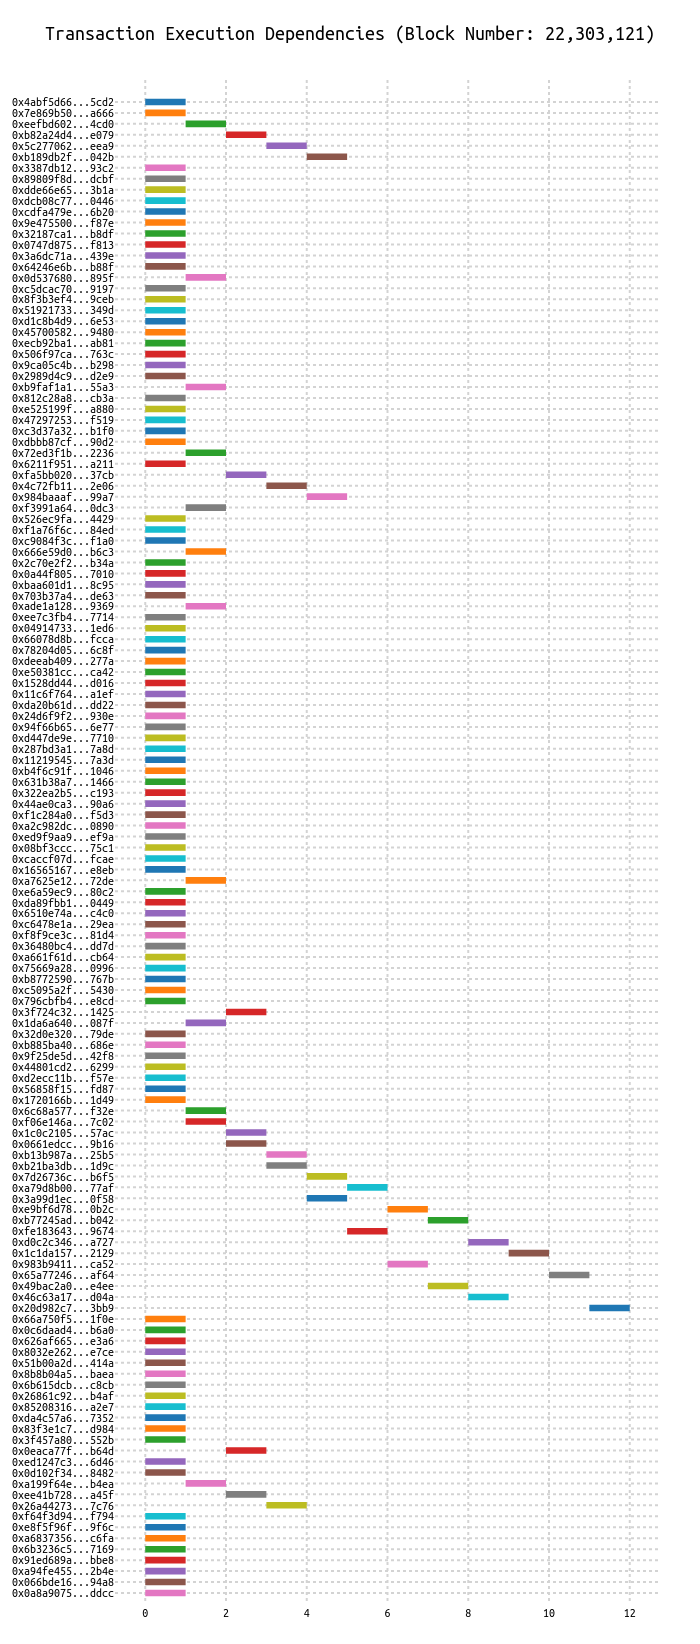 Transaction Execution Dependencies (Block Number: 22,303,121)
0x4abf5d66...5cd2
0x7e869b50...a666
0xeefbd602...4cd0
0xb82a24d4...e079
0x5c277062...eea9
0xb189db2f...042b
0x3387db12...93c2
0x89809f8d...dcbf
0xdde66e65...3b1a
0xdcb08c77...0446
0xcdfa479e...6b20
0x9e475500...f87e
0x32187ca1...b8df
0x0747d875...f813
0x3a6dc71a...439e
0x64246e6b...b88f
0x0d537680...895f
0xc5dcac70...9197
0x8f3b3ef4...9ceb
0x51921733...349d
0xd1c8b4d9...6e53
0x45700582...9480
0xecb92ba1...ab81
0x506f97ca...763c
0x9ca05c4b...b298
0x2989d4c9...d2e9
0xb9faf1a1...55a3
0x812c28a8...cb3a
0xe525199f...a880
0x47297253...f519
0xc3d37a32...b1f0
0xdbbb87cf...90d2
0x72ed3f1b...2236
0x6211f951...a211
0xfa5bb020...37cb
0x4c72fb11...2e06
0x984baaaf...99a7
0xf3991a64...0dc3
0x526ec9fa...4429
0xf1a76f6c...84ed
0xc9084f3c...f1a0
0x666e59d0...b6c3
0x2c70e2f2...b34a
0x0a44f805...7010
0xbaa601d1...8c95
0x703b37a4...de63
0xade1a128...9369
0xee7c3fb4...7714
0x04914733...1ed6
0x66078d8b...fcca
0x78204d05...6c8f
0xdeeab409...277a
0xe50381cc...ca42
0x1528dd44...d016
0x11c6f764...a1ef
0xda20b61d...dd22
0x24d6f9f2...930e
0x94f66b65...6e77
0xd447de9e...7710
0x287bd3a1...7a8d
0x11219545...7a3d
0xb4f6c91f...1046
0x631b38a7...1466
0x322ea2b5...c193
0x44ae0ca3...90a6
0xf1c284a0...f5d3
0xa2c982dc...0890
0xed9f9aa9...ef9a
0x08bf3ccc...75c1
0xcaccf07d...fcae
0x16565167...e8eb
0xa7625e12...72de
0xe6a59ec9...80c2
0xda89fbb1...0449
0x6510e74a...c4c0
0xc6478e1a...29ea
0xf8f9ce3c...81d4
0x36480bc4...dd7d
0xa661f61d...cb64
0x75669a28...0996
0xb8772590...767b
0xc5095a2f...5430
0x796cbfb4...e8cd
0x3f724c32...1425
0x1da6a640...087f
0x32d0e320...79de
0xb885ba40...686e
0x9f25de5d...42f8
0x44801cd2...6299
0xd2ecc11b...f57e
0x56858f15...fd87
0x1720166b...1d49
0x6c68a577...f32e
0xf06e146a...7c02
0x1c0c2105...57ac
0x0661edcc...9b16
0xb13b987a...25b5
0xb21ba3db...1d9c
0x7d26736c...b6f5
0xa79d8b00...77af
0x3a99d1ec...0f58
0xe9bf6d78...0b2c
0xb77245ad...b042
0xfe183643...9674
0xd0c2c346...a727
0x1c1da157...2129
0x983b9411...ca52
0x65a77246...af64
0x49bac2a0...e4ee
0x46c63a17...d04a
0x20d982c7...3bb9
0x66a750f5...1f0e
0x0c6daad4...b6a0
0x626af665...e3a6
0x8032e262...e7ce
0x51b00a2d...414a
0x8b8b04a5...baea
0x6b615dcb...c8cb
0x26861c92...b4af
0x85208316...a2e7
0xda4c57a6...7352
0x83f3e1c7...d984
0x3f457a80...552b
0x0eaca77f...b64d
0xed1247c3...6d46
0x0d102f34...8482
0xa199f64e...b4ea
0xee41b728...a45f
0x26a44273...7c76
0xf64f3d94...f794
0xe8f5f96f...9f6c
0xa6837356...c6fa
0x6b3236c5...7169
0x91ed689a...bbe8
0xa94fe455...2b4e
0x066bde16...94a8
0x0a8a9075...ddcc
0 2 4 6 8 10 12